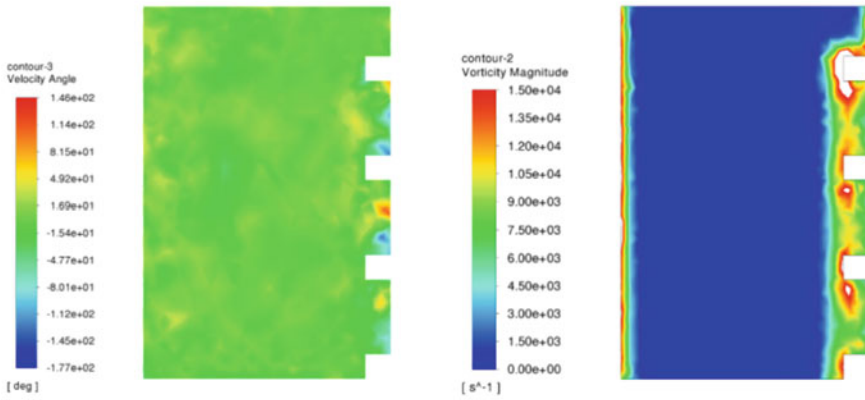 contour-3
Velocity Angle
1.46e+02
1.14e+02
8.15e+01
4.92e+01
1.69e+01
-1.54e+01
-4.77e+01
-8.01e+01
-1.12e+02
-1.45e+02
-1.77e+02
[ deg ]
contour-2
Vorticity Magnitude
1.50e+04
1.35e+04
1.20e+04
1.05e+04
9.00e+03
7.50e+03
6.00e+03
4.50e+03
3.00e+03
1.50e+03
0.00e+00
[ s^-1 ]